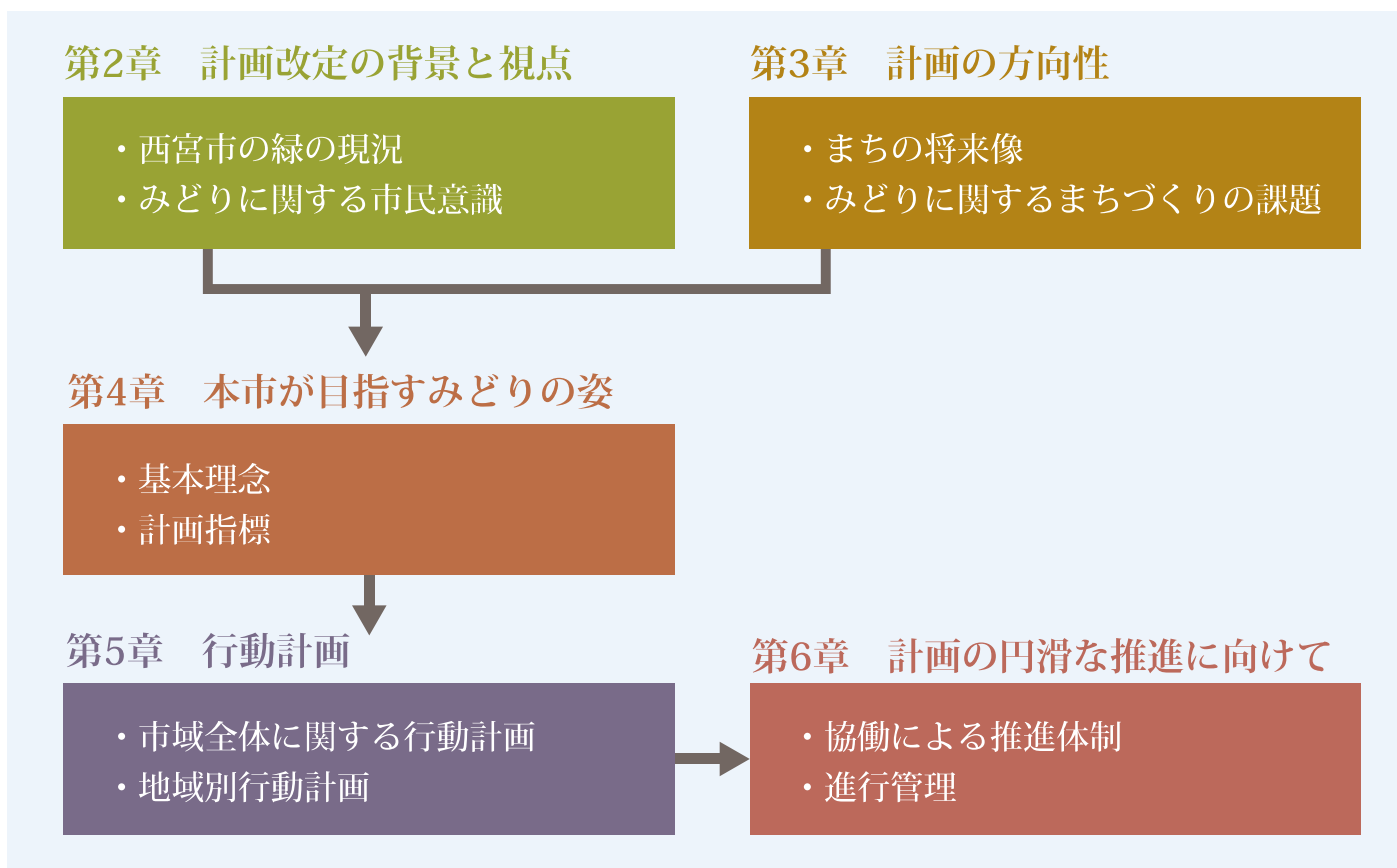 第2章　計画改定の背景と視点
・西宮市の緑の現況
・みどりに関する市民意識
第3章　計画の方向性
・まちの将来像
・みどりに関するまちづくりの課題
第4章　本市が目指すみどりの姿
・基本理念
・計画指標
第5章　行動計画
・市域全体に関する行動計画
・地域別行動計画
第6章　計画の円滑な推進に向けて
・協働による推進体制
・進行管理